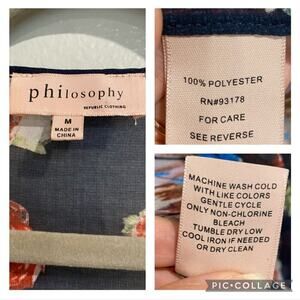 philosophy
REPUBLIC CLOTHING
M
MADE IN
CHINA
100% POLYESTER
RN#93178
FOR CARE
SEE REVERSE
MACHINE WASH COLD
WITH LIKE COLORS
GENTLE CYCLE
ONLY NON-CHLORINE
BLEACH
TUMBLE DRY LOW
COOL IRON IF NEEDED
OR DRY CLEAN
PIC•COLLAGE